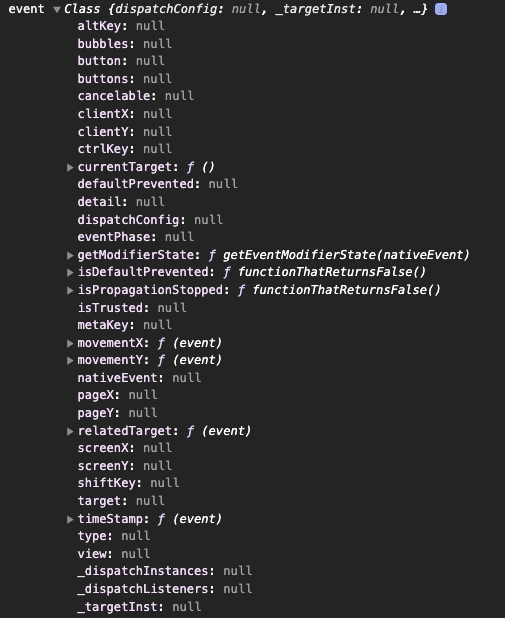 event ▼Class {dispatchConfig: null, _targetInst: null, …} i
altKey: null
bubbles: null
button: null
buttons: null
cancelable: null
clientX: null
clientY: null
ctrlKey: null
▶ currentTarget: ƒ ()
defaultPrevented: null
detail: null
dispatchConfig: null
eventPhase: null
▶ getModifierState: ƒ getEventModifierState(nativeEvent)
▶ isDefaultPrevented: ƒ functionThatReturnsFalse()
▶ isPropagationStopped: ƒ functionThatReturnsFalse()
isTrusted: null
metaKey: null
▶ movementX: ƒ (event)
▶ movementY: ƒ (event)
nativeEvent: null
pageX: null
pageY: null
▶ relatedTarget: ƒ (event)
screenX: null
screenY: null
shiftKey: null
target: null
▶ timeStamp: ƒ (event)
type: null
view: null
_dispatchInstances: null
_dispatchListeners: null
_targetInst: null